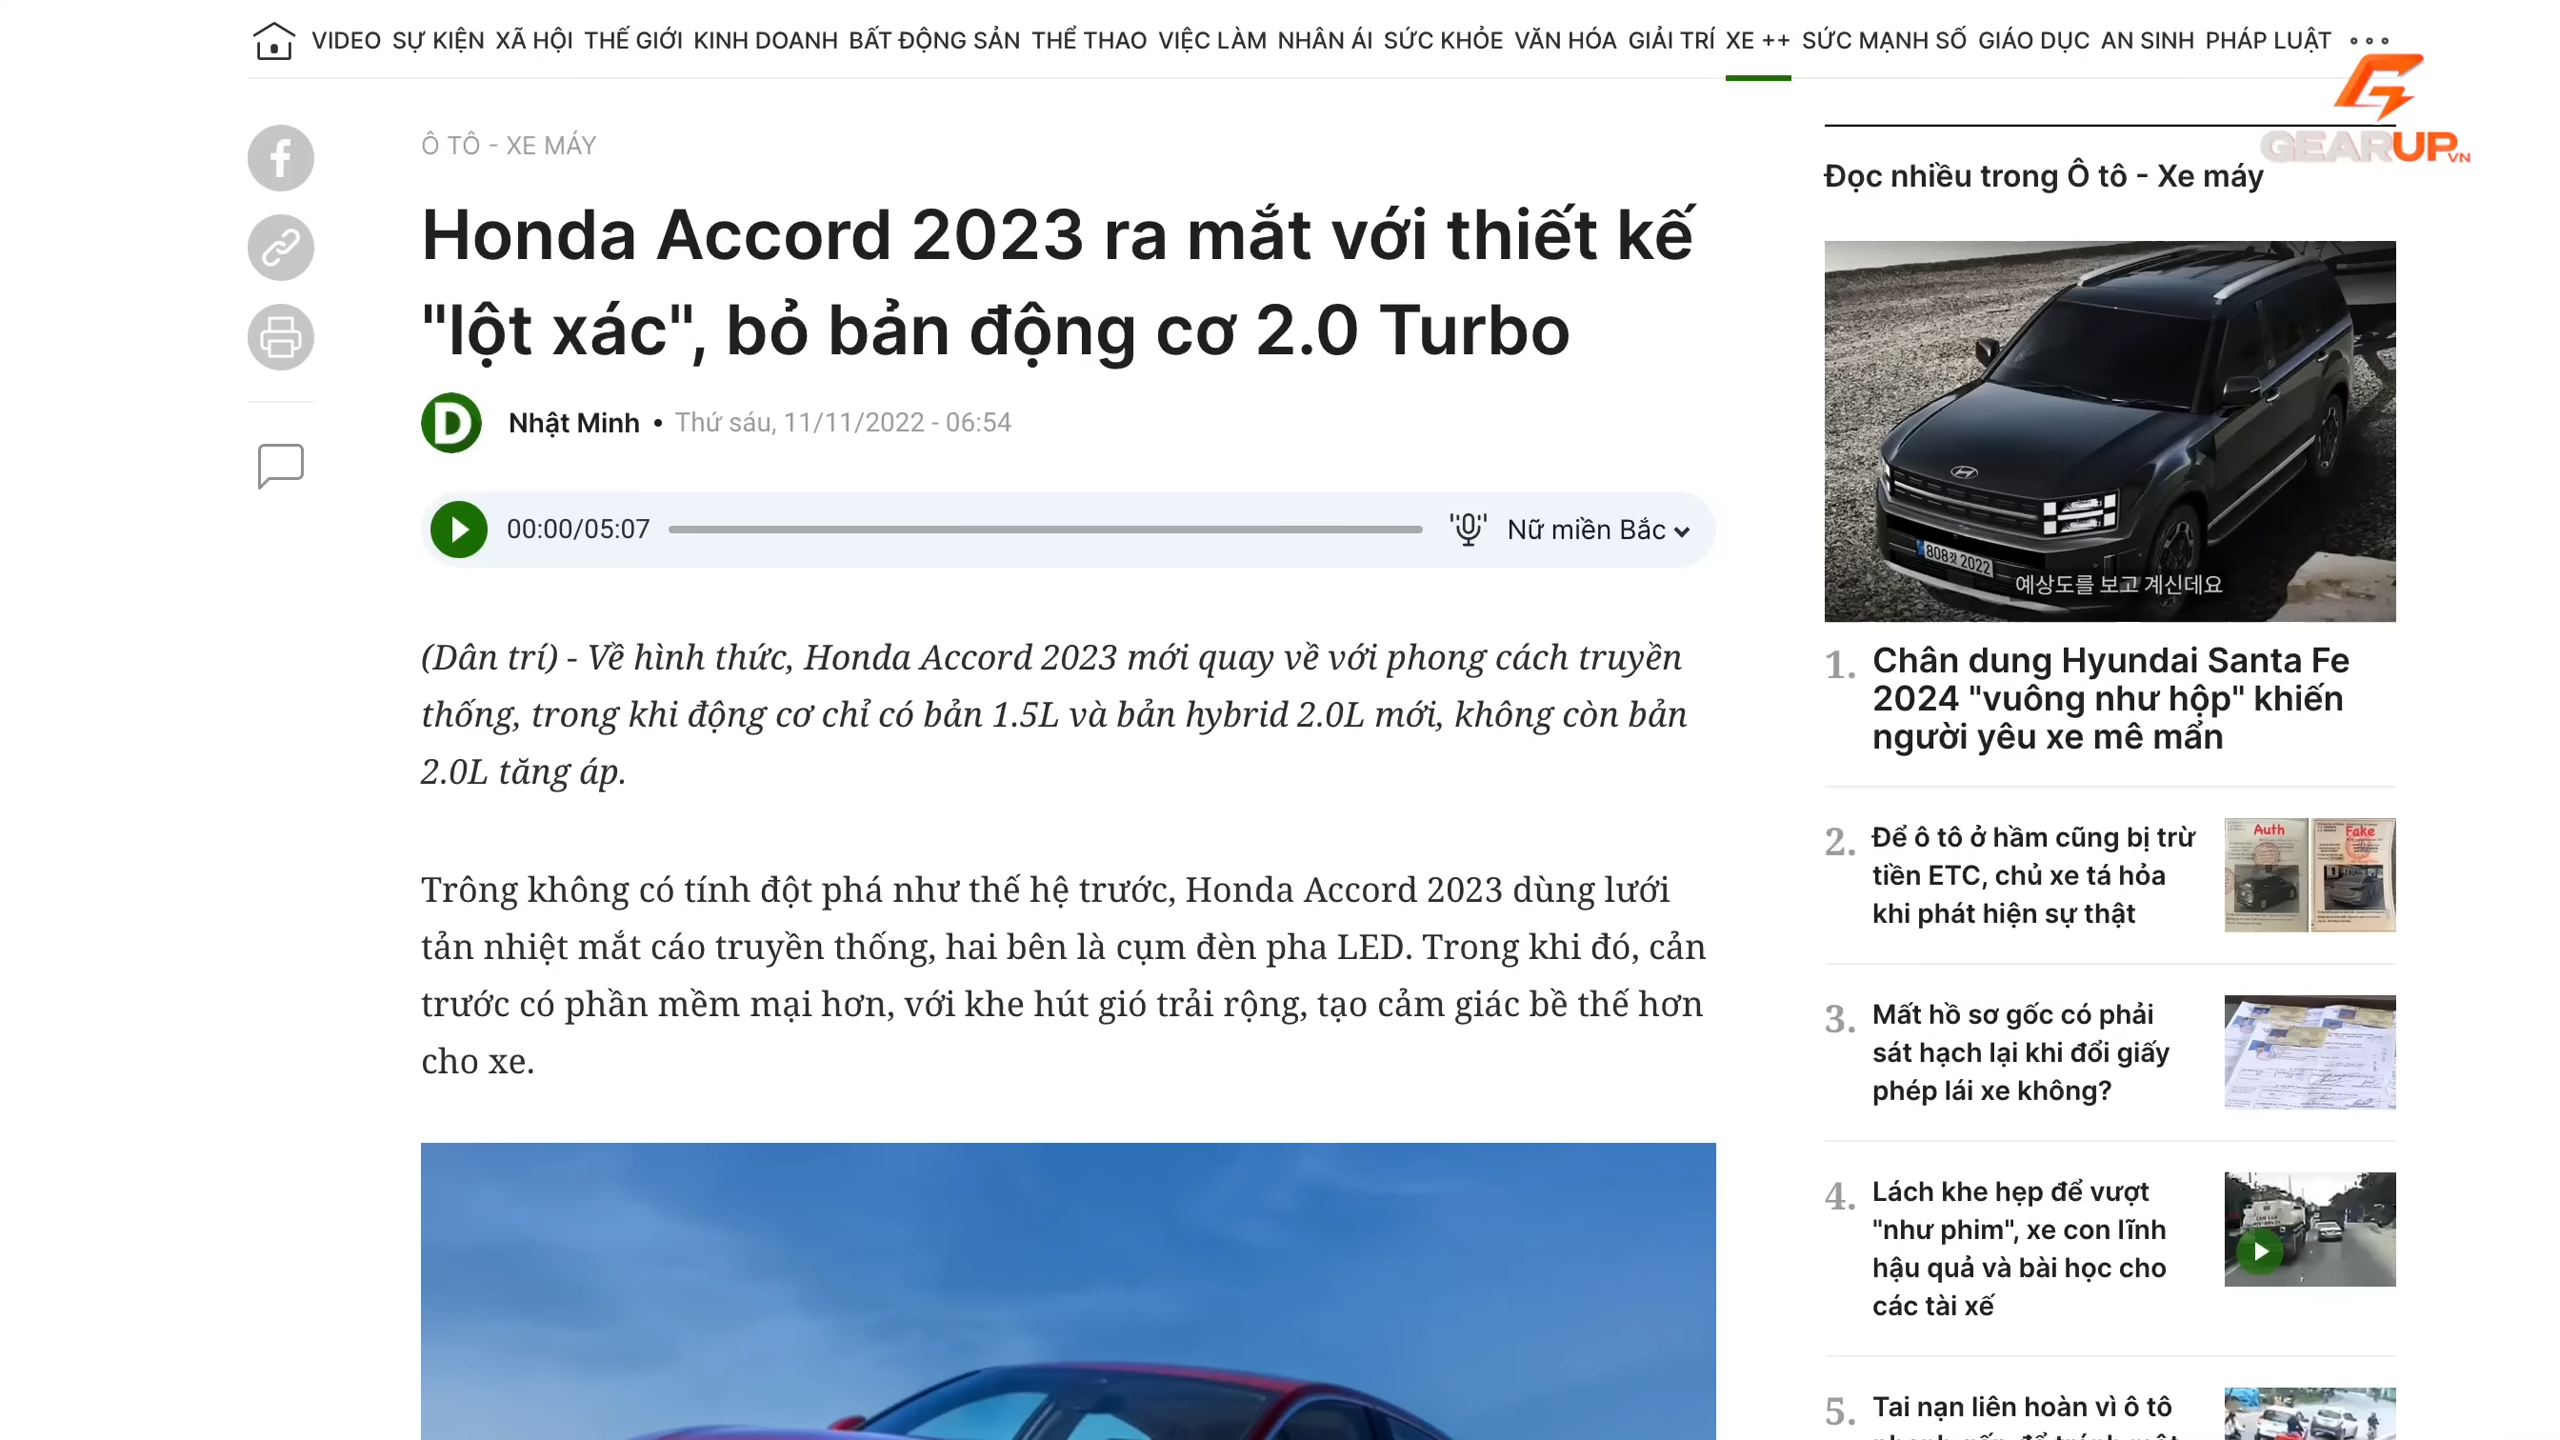 VIDEO SỰ KIỆN XÃ HỘI THẾ GIỚI KINH DOANH BẤT ĐỘNG SẢN THỂ THAO VIỆC LÀM NHÂN ÁI SỨC KHỎE VĂN HÓA GIẢI TRÍ XE ++ SỨC MẠNH SỐ GIÁO DỤC AN SINH PHÁP LUẬT
GEARUP.VN
Ô TÔ - XE MÁY
Honda Accord 2023 ra mắt với thiết kế
"lột xác", bỏ bản động cơ 2.0 Turbo
D Nhật Minh • Thứ sáu, 11/11/2022 - 06:54
00:00/05:07 Nữ miền Bắc
(Dân trí) - Về hình thức, Honda Accord 2023 mới quay về với phong cách truyền
thống, trong khi động cơ chỉ có bản 1.5L và bản hybrid 2.0L mới, không còn bản
2.0L tăng áp.
Trông không có tính đột phá như thế hệ trước, Honda Accord 2023 dùng lưới
tản nhiệt mắt cáo truyền thống, hai bên là cụm đèn pha LED. Trong khi đó, cản
trước có phần mềm mại hơn, với khe hút gió trải rộng, tạo cảm giác bề thế hơn
cho xe.
Đọc nhiều trong Ô tô - Xe máy
808갓 2022
예상도를 보고 계신데요
1. Chân dung Hyundai Santa Fe
2024 "vuông như hộp" khiến
người yêu xe mê mẩn
2. Để ô tô ở hầm cũng bị trừ
tiền ETC, chủ xe tá hỏa
khi phát hiện sự thật
Auth Fake
3. Mất hồ sơ gốc có phải
sát hạch lại khi đổi giấy
phép lái xe không?
4. Lách khe hẹp để vượt
"như phim", xe con lĩnh
hậu quả và bài học cho
các tài xế
5. Tai nạn liên hoàn vì ô tô